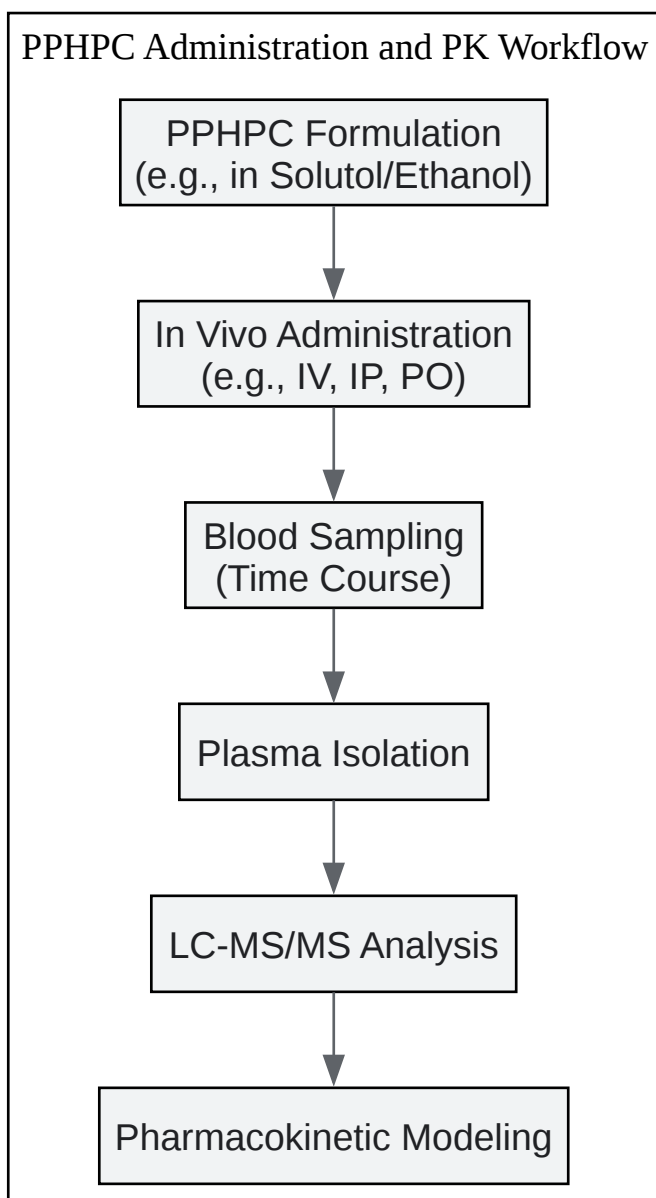 PPHPC Administration and PK Workflow
PPHPC Formulation
(e.g., in Solutol/Ethanol)
In Vivo Administration
(e.g., IV, IP, PO)
Blood Sampling
(Time Course)
Plasma Isolation
LC-MS/MS Analysis
Pharmacokinetic Modeling